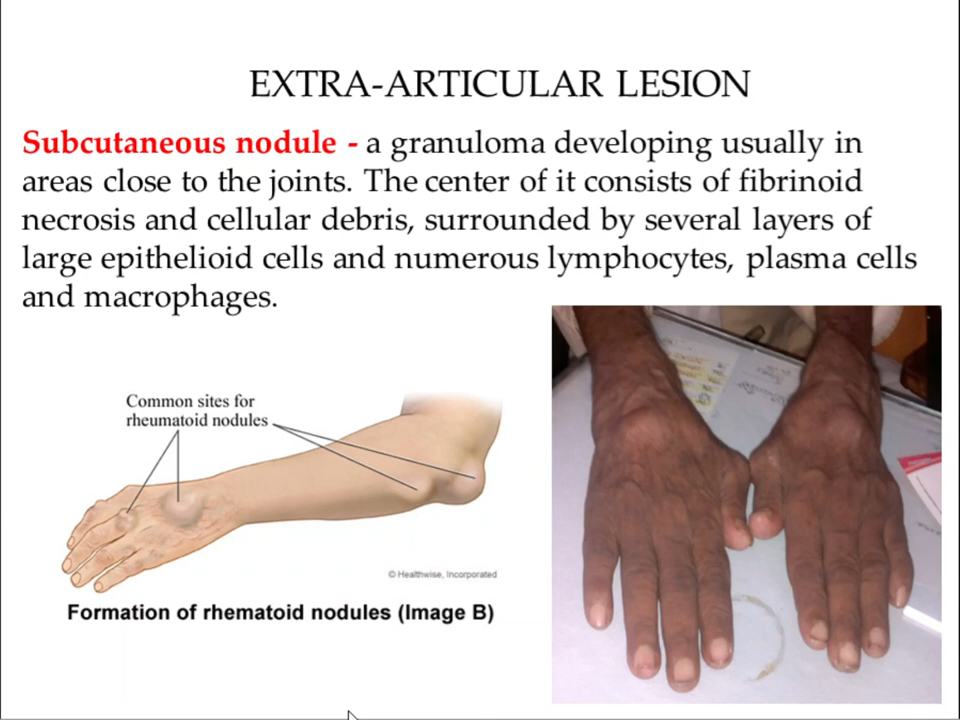 EXTRA-ARTICULAR LESION
Subcutaneous nodule - a granuloma developing usually in
areas close to the joints. The center of it consists of fibrinoid
necrosis and cellular debris, surrounded by several layers of
large epithelioid cells and numerous lymphocytes, plasma cells
and macrophages.
Common sites for
rheumatoid nodules
© Healthwise, Incorporated
Formation of rhematoid nodules (Image B)